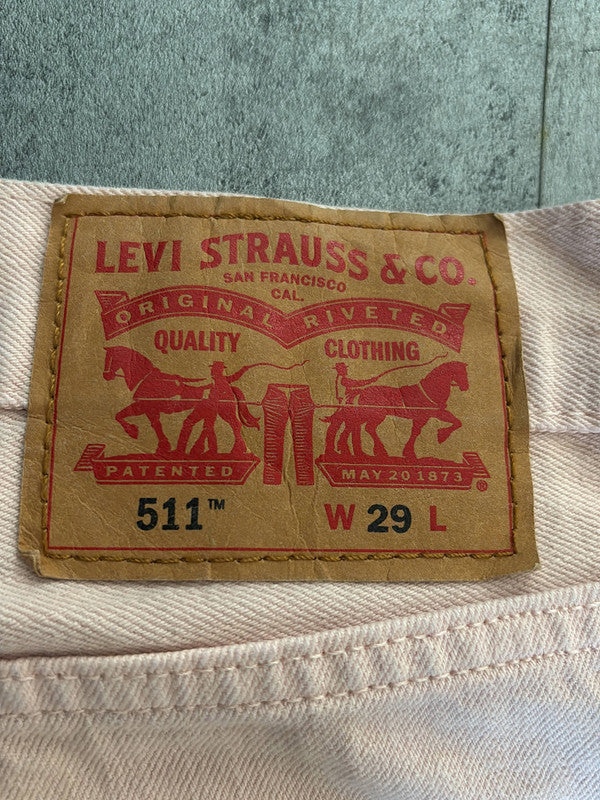 LEVI STRAUSS & CO.
SAN FRANCISCO
CAL.
ORIGINAL RIVETED
QUALITY CLOTHING
PATENTED MAY 20 1873 ®
511™ W 29 L